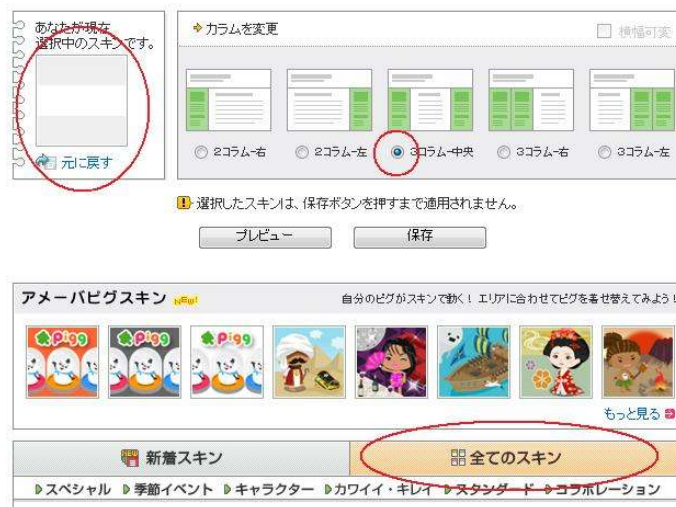 あなたが現在
選択中のスキンです。
元に戻す
カラムを変更
横幅可変
2コラム-右
2コラム-左
3コラム-中央
3コラム-右
3コラム-左
選択したスキンは、保存ボタンを押すまで適用されません。
プレビュー
保存
アメーバピグスキン NEW!
自分のピグがスキンで動く! エリアに合わせてピグを着せ替えてみよう!
Pigg
Pigg
Pigg
もっと見る
NEW 新着スキン
全てのスキン
スペシャル 季節イベント キャラクター カワイイ・キレイ スタンダード コラボレーション